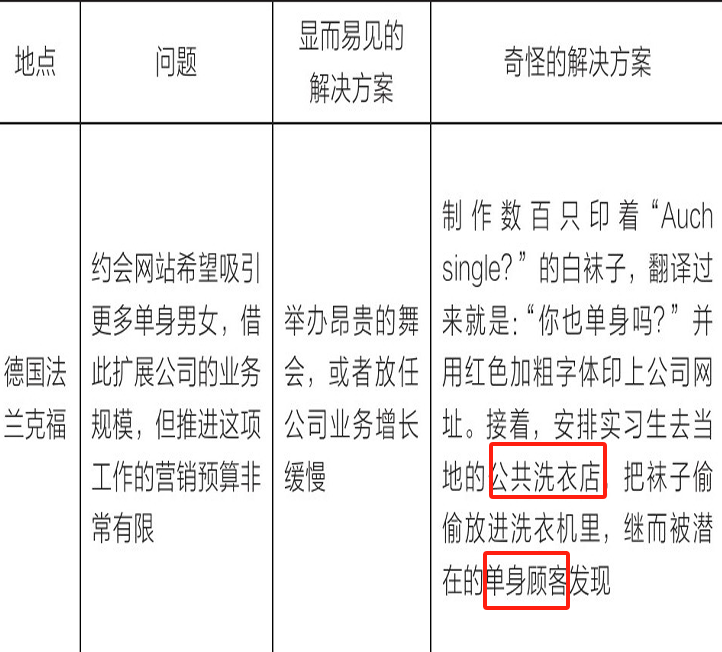 地点
问题
显而易见的
解决方案
奇怪的解决方案
德国法
兰克福
约会网站希望吸引
更多单身男女，借
此扩展公司的业务
规模，但推进这项
工作的营销预算非
常有限
举办昂贵的舞
会，或者放任
公司业务增长
缓慢
制作数百只印着“Auch
single?”的白袜子，翻译过
来就是：“你也单身吗?”并
用红色加粗字体印上公司网
址。接着，安排实习生去当
地的公共洗衣店，把袜子偷
偷放进洗衣机里，继而被潜
在的单身顾客发现